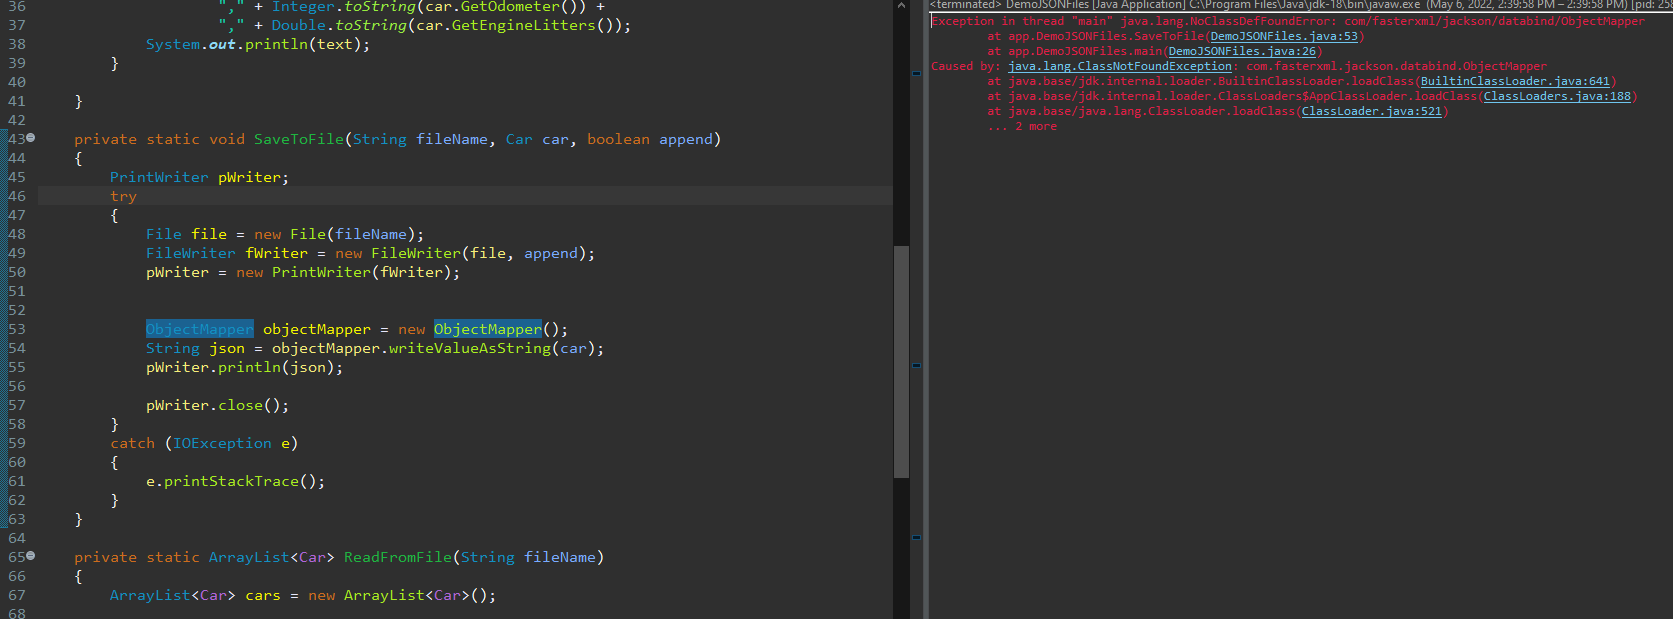 36 "," + Integer.toString(car.GetOdometer()) +
37 "," + Double.toString(car.GetEngineLitters());
38 System.out.println(text);
39 }
40
41 }
42
43 private static void SaveToFile(String fileName, Car car, boolean append)
44 {
45 PrintWriter pWriter;
46 try
47 {
48 File file = new File(fileName);
49 FileWriter fWriter = new FileWriter(file, append);
50 pWriter = new PrintWriter(fWriter);
51
52
53 ObjectMapper objectMapper = new ObjectMapper();
54 String json = objectMapper.writeValueAsString(car);
55 pWriter.println(json);
56
57 pWriter.close();
58 }
59 catch (IOException e)
60 {
61 e.printStackTrace();
62 }
63 }
64
65 private static ArrayList<Car> ReadFromFile(String fileName)
66 {
67 ArrayList<Car> cars = new ArrayList<Car>();
68
<terminated> DemoJSONFiles [Java Application] C:\Program Files\Java\jdk-18\bin\javaw.exe (May 6, 2022, 2:39:58 PM – 2:39:58 PM) [pid: 258
Exception in thread "main" java.lang.NoClassDefFoundError: com/fasterxml/jackson/databind/ObjectMapper
at app.DemoJSONFiles.SaveToFile(DemoJSONFiles.java:53)
at app.DemoJSONFiles.main(DemoJSONFiles.java:26)
Caused by: java.lang.ClassNotFoundException: com.fasterxml.jackson.databind.ObjectMapper
at java.base/jdk.internal.loader.BuiltinClassLoader.loadClass(BuiltinClassLoader.java:641)
at java.base/jdk.internal.loader.ClassLoaders$AppClassLoader.loadClass(ClassLoaders.java:188)
at java.base/java.lang.ClassLoader.loadClass(ClassLoader.java:521)
... 2 more